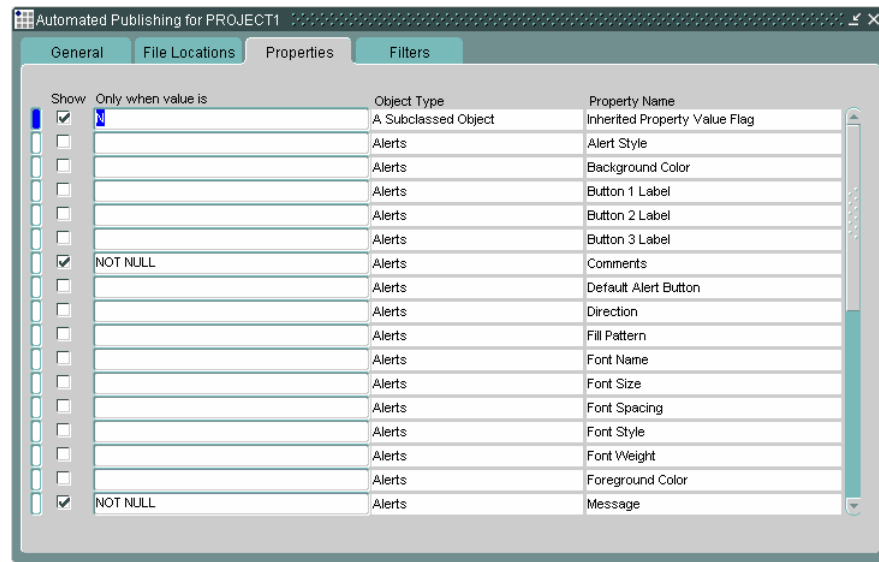 Automated Publishing for PROJECT1
General File Locations Properties Filters
Show Only when value is Object Type Property Name
N A Subclassed Object Inherited Property Value Flag
Alerts Alert Style
Alerts Background Color
Alerts Button 1 Label
Alerts Button 2 Label
Alerts Button 3 Label
NOT NULL Alerts Comments
Alerts Default Alert Button
Alerts Direction
Alerts Fill Pattern
Alerts Font Name
Alerts Font Size
Alerts Font Spacing
Alerts Font Style
Alerts Font Weight
Alerts Foreground Color
NOT NULL Alerts Message